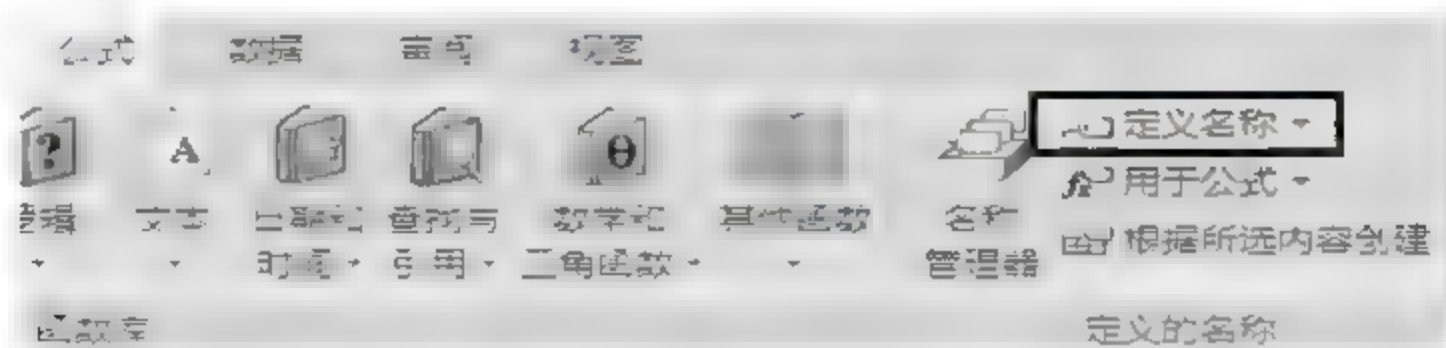 公式 数据 审阅 视图
逻辑 文本 日期和时间 查找与引用 数学和三角函数 其他函数 名称管理器
定义名称
用于公式
根据所选内容创建
函数库 定义的名称